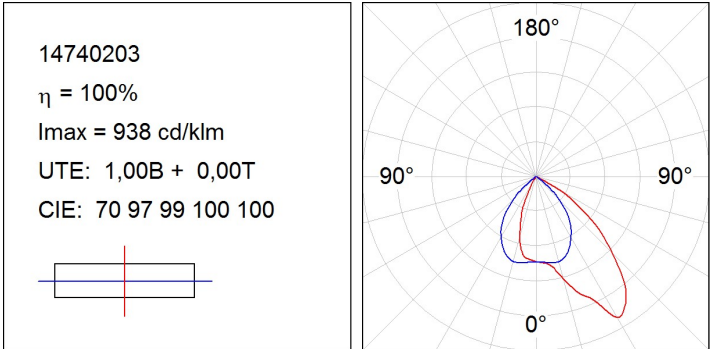 14740203
η = 100%
Imax = 938 cd/klm
UTE: 1,00B + 0,00T
CIE: 70 97 99 100 100
180°
90° 90°
0°